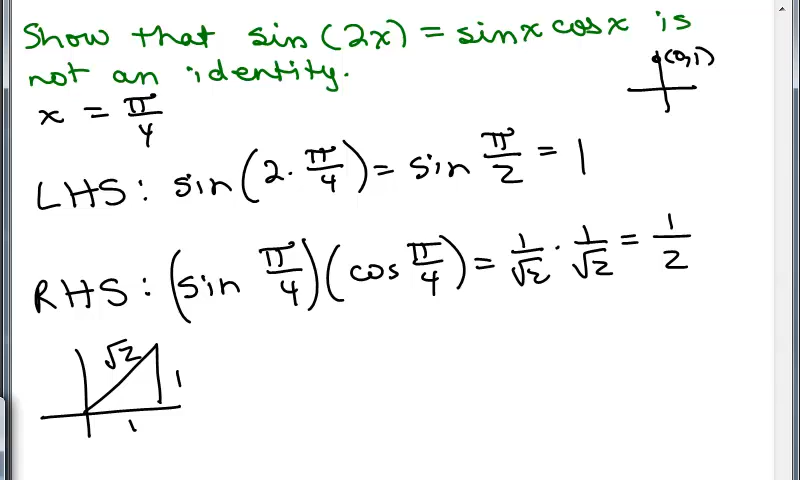 Show that sin(2x) = sinx cosx is
not an identity.
(0,1)
x = π/4
LHS: sin(2·π/4) = sin π/2 = 1
RHS: (sin π/4)(cos π/4) = 1/√2 · 1/√2 = 1/2
√2
1
1